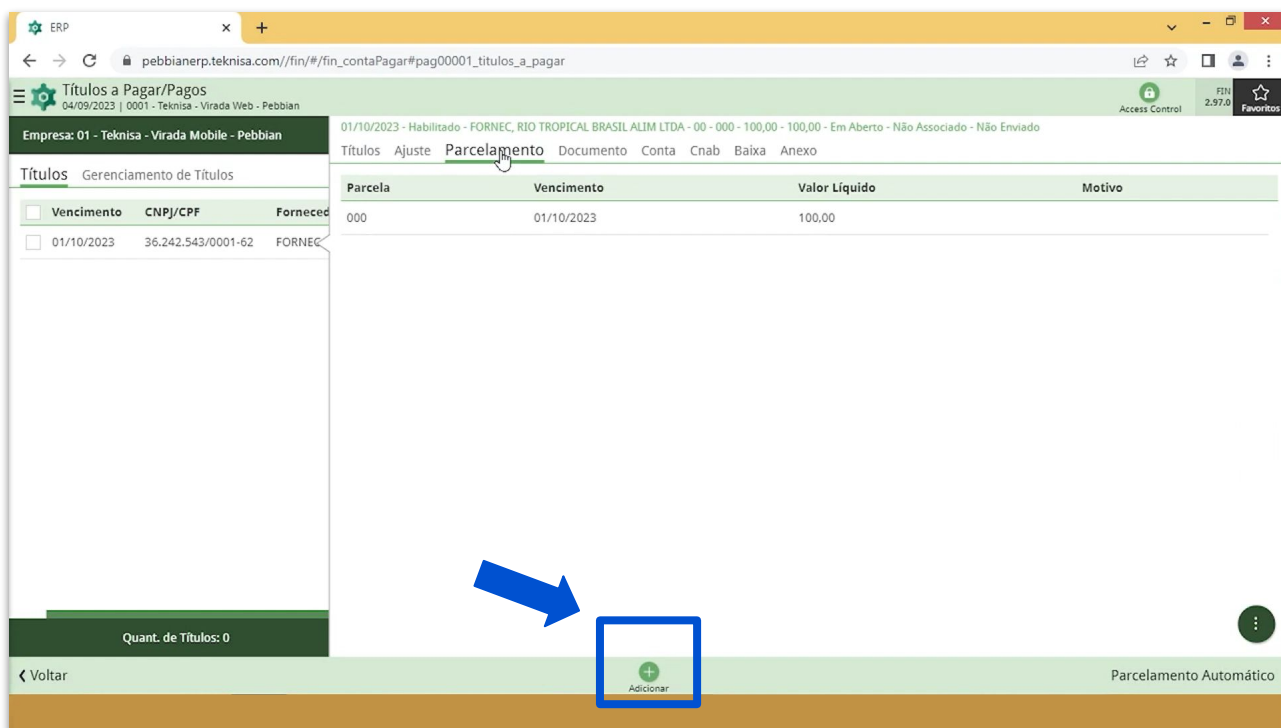 ERP
pebbianerp.teknisa.com//fin/#/fin_contaPagar#pag00001_titulos_a_pagar
Títulos a Pagar/Pagos
04/09/2023 | 0001 - Teknisa - Virada Web - Pebbian
Access Control
FIN
2.97.0
Favoritos
Empresa: 01 - Teknisa - Virada Mobile - Pebbian
Títulos Gerenciamento de Títulos
Vencimento CNPJ/CPF Forneced
01/10/2023 36.242.543/0001-62 FORNEC
01/10/2023 - Habilitado - FORNEC, RIO TROPICAL BRASIL ALIM LTDA - 00 - 000 - 100,00 - 100,00 - Em Aberto - Não Associado - Não Enviado
Títulos Ajuste Parcelamento Documento Conta Cnab Baixa Anexo
Parcela Vencimento Valor Líquido Motivo
000 01/10/2023 100,00
Quant. de Títulos: 0
Voltar
Adicionar
Parcelamento Automático